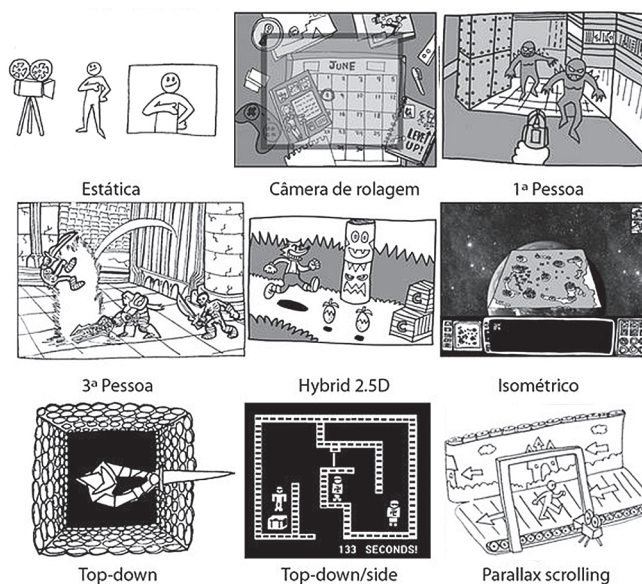 JUNE
LEVEL
UP!
Estática
Câmera de rolagem
1ª Pessoa
3ª Pessoa
Hybrid 2.5D
Isométrico
133 SECONDS!
Top-down
Top-down/side
Parallax scrolling